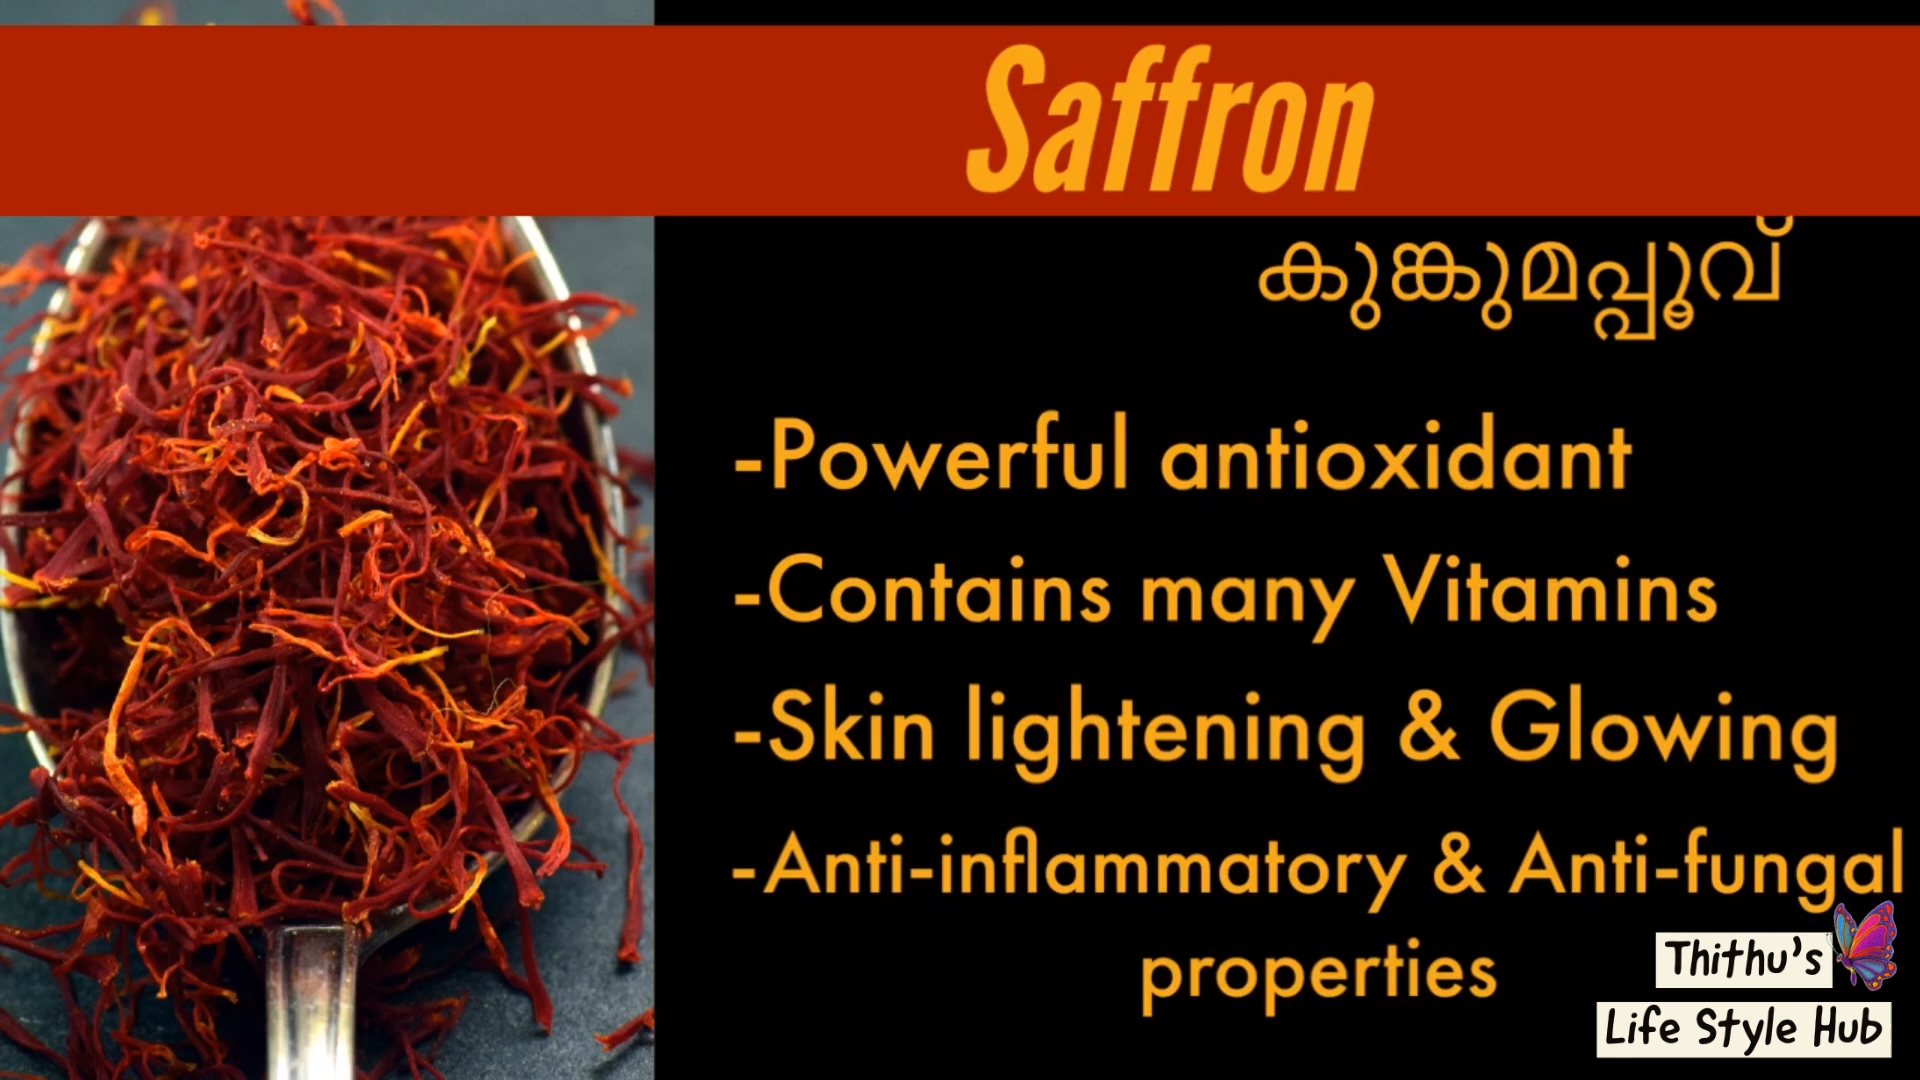 Saffron
കുങ്കുമപ്പൂവ്
-Powerful antioxidant
-Contains many Vitamins
-Skin lightening & Glowing
-Anti-inflammatory & Anti-fungal
properties
Thithu's
Life Style Hub